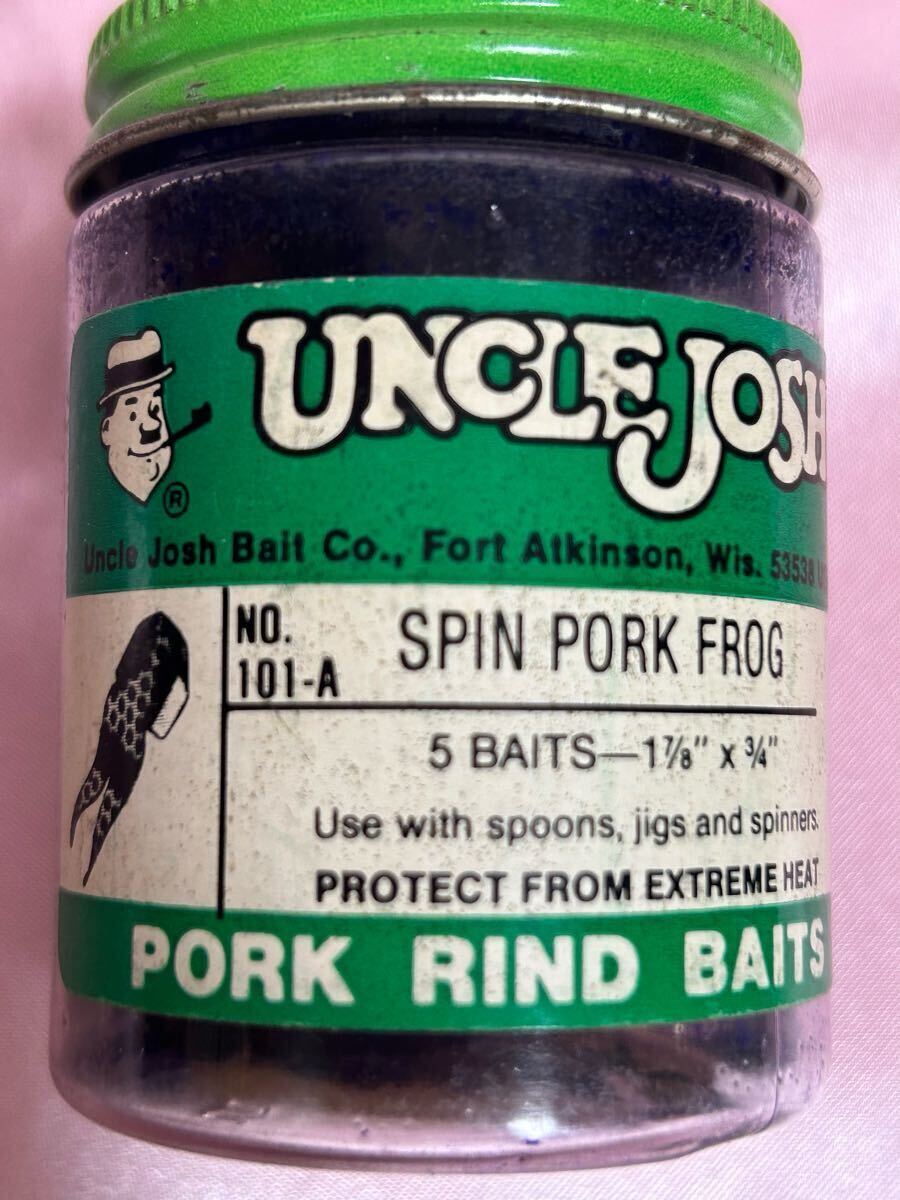 UNCLE JOSH
®
Uncle Josh Bait Co., Fort Atkinson, Wis. 53538
NO.
101-A
SPIN PORK FROG
5 BAITS—1⅞" x ¾"
Use with spoons, jigs and spinners.
PROTECT FROM EXTREME HEAT
PORK RIND BAITS